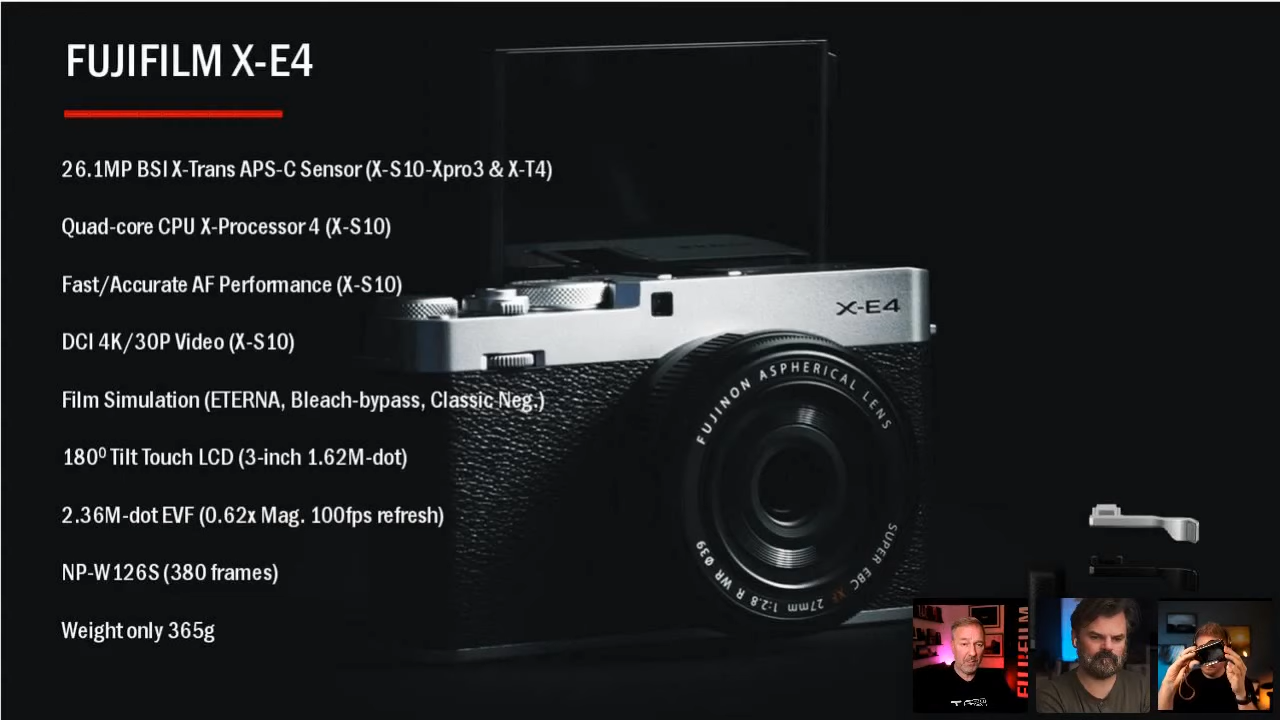 FUJIFILM X-E4
26.1MP BSI X-Trans APS-C Sensor (X-S10-Xpro3 & X-T4)
Quad-core CPU X-Processor 4 (X-S10)
Fast/Accurate AF Performance (X-S10)
DCI 4K/30P Video (X-S10)
Film Simulation (ETERNA, Bleach-bypass, Classic Neg.)
180⁰ Tilt Touch LCD (3-inch 1.62M-dot)
2.36M-dot EVF (0.62x Mag. 100fps refresh)
NP-W126S (380 frames)
Weight only 365g
X-E4
FUJINON ASPHERICAL LENS
SUPER EBC XF 27mm 1:2.8 R WR Ø39
FUJIFILM